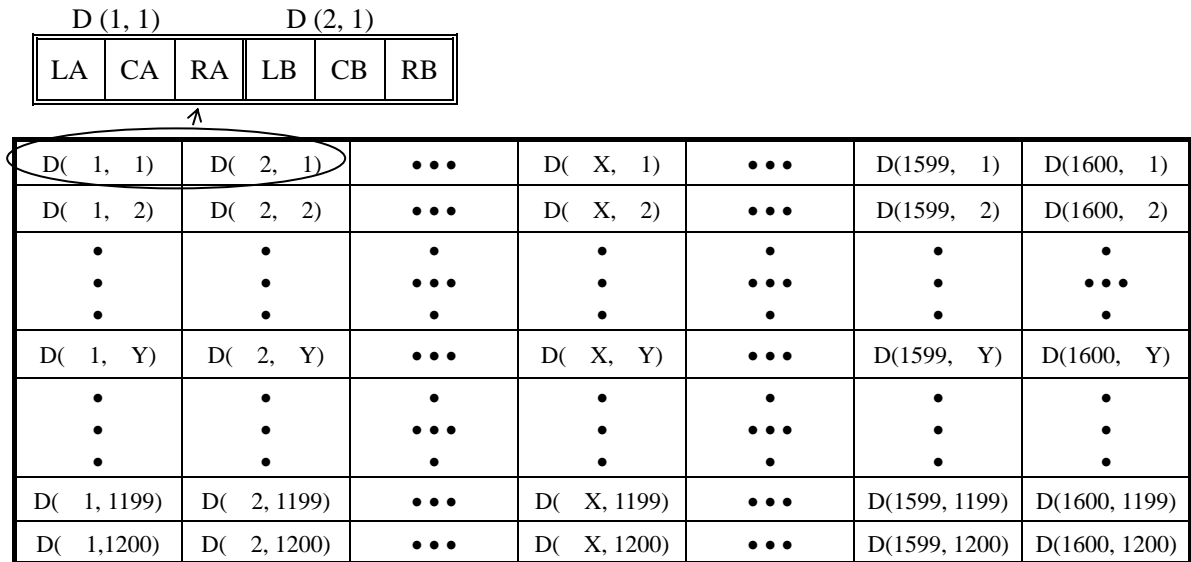 D (1, 1) D (2, 1)
LA CA RA LB CB RB
D( 1, 1) D( 2, 1) ••• D( X, 1) ••• D(1599, 1) D(1600, 1)
D( 1, 2) D( 2, 2) ••• D( X, 2) ••• D(1599, 2) D(1600, 2)
• • • • • • •
• • ••• • ••• • •••
• • • • • • •
D( 1, Y) D( 2, Y) ••• D( X, Y) ••• D(1599, Y) D(1600, Y)
• • • • • • •
• • ••• • ••• • •
• • • • • • •
D( 1, 1199) D( 2, 1199) ••• D( X, 1199) ••• D(1599, 1199) D(1600, 1199)
D( 1,1200) D( 2, 1200) ••• D( X, 1200) ••• D(1599, 1200) D(1600, 1200)